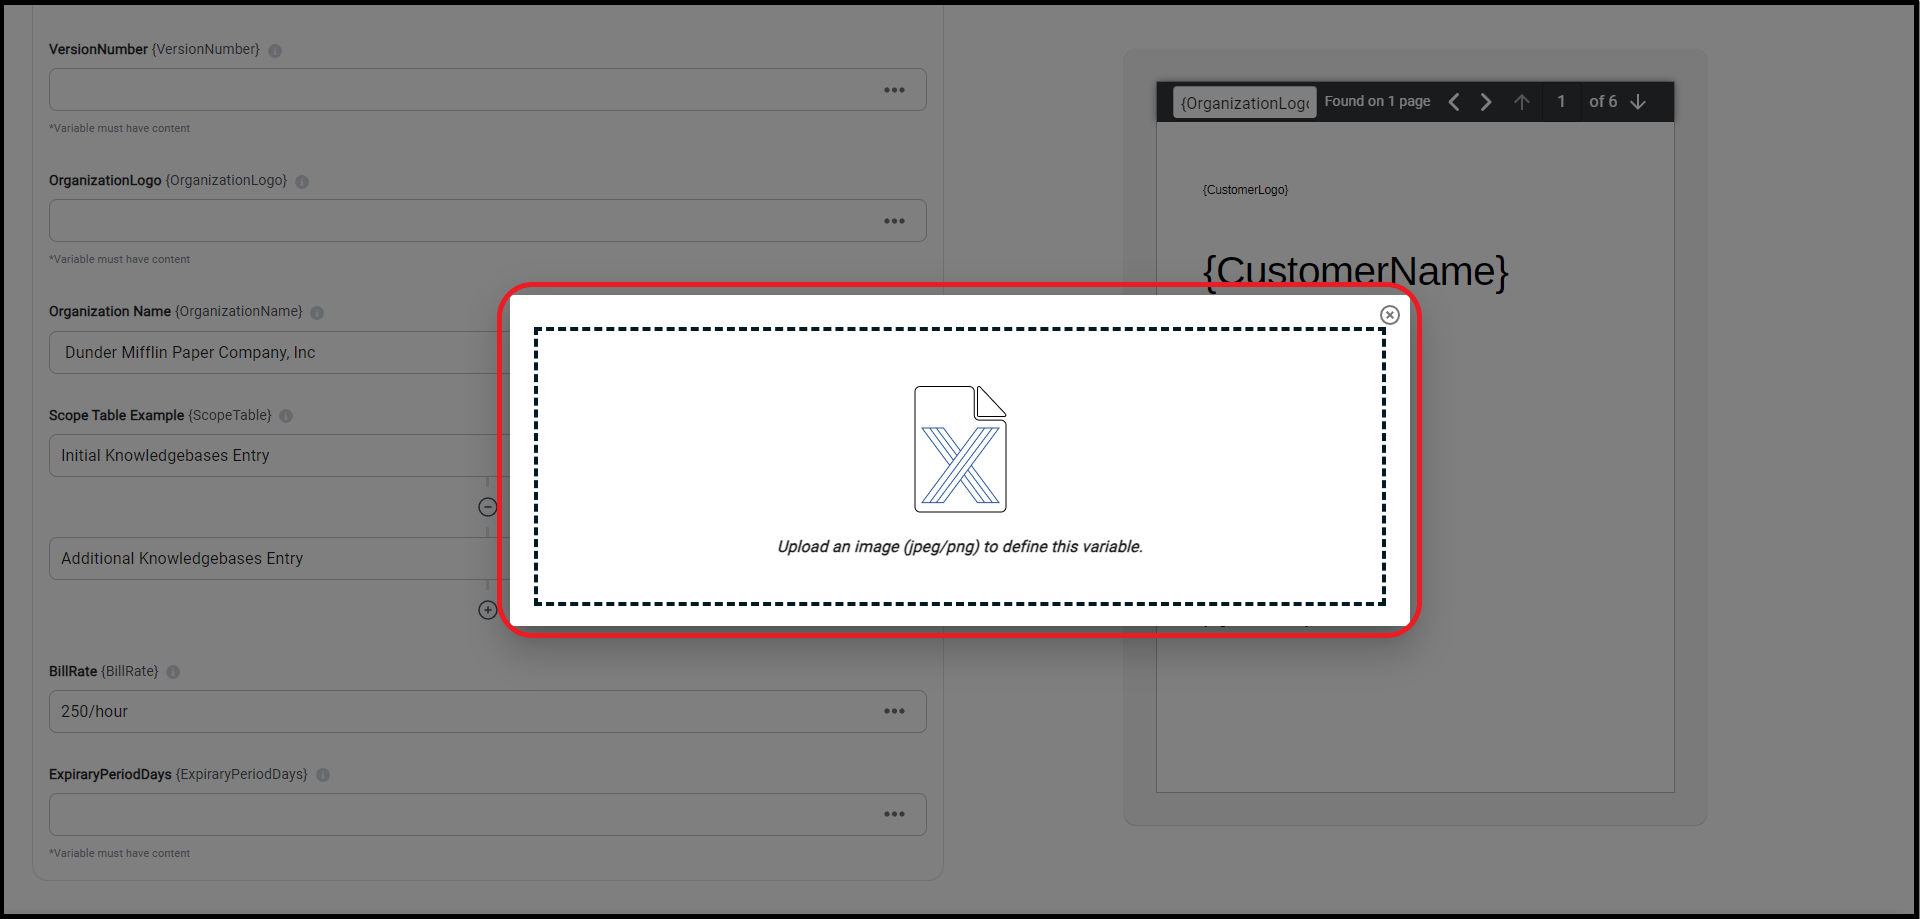 VersionNumber {VersionNumber}
*Variable must have content
OrganizationLogo {OrganizationLogo}
*Variable must have content
Organization Name {OrganizationName}
Dunder Mifflin Paper Company, Inc
Scope Table Example {ScopeTable}
Initial Knowledgebases Entry
Additional Knowledgebases Entry
BillRate {BillRate}
250/hour
ExpiraryPeriodDays {ExpiraryPeriodDays}
*Variable must have content
Upload an image (jpeg/png) to define this variable.
{OrganizationLogo Found on 1 page 1 of 6
{CustomerLogo}
{CustomerName}